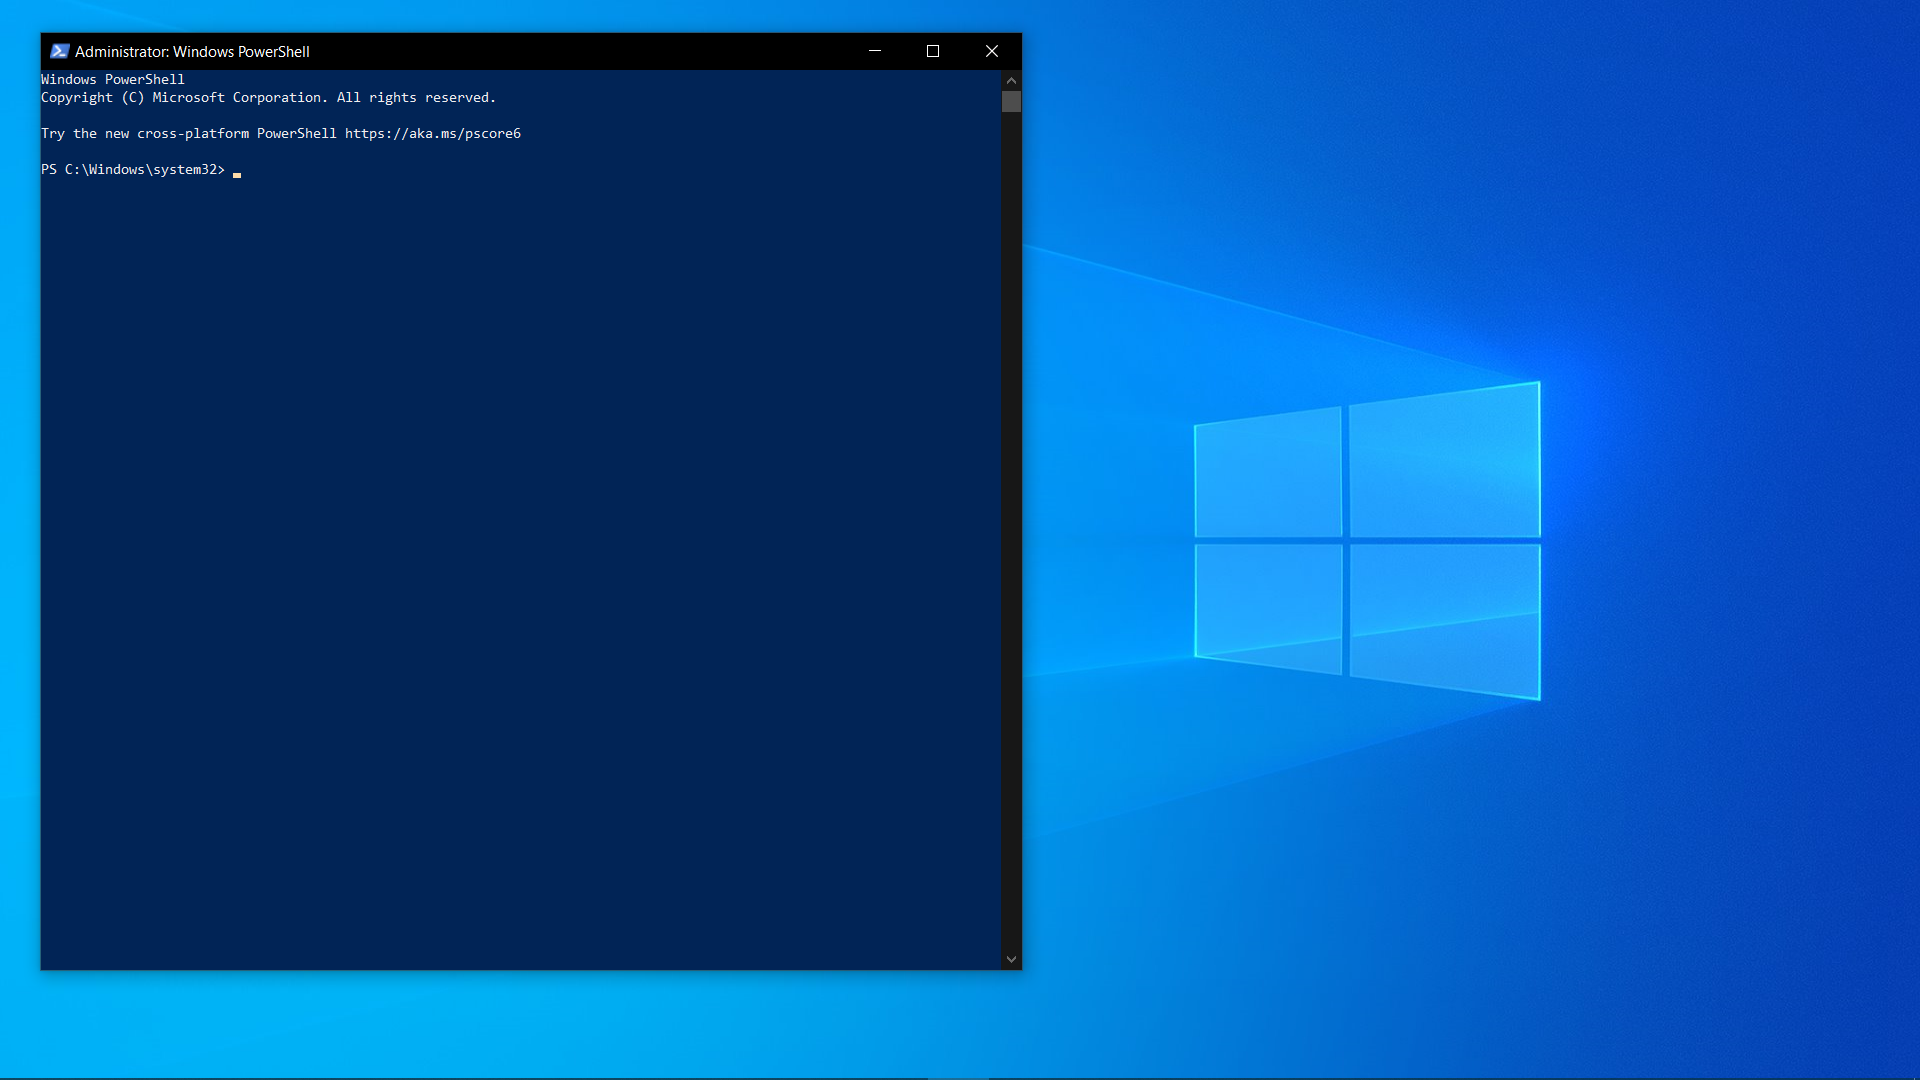 Administrator: Windows PowerShell
Windows PowerShell
Copyright (C) Microsoft Corporation. All rights reserved.
Try the new cross-platform PowerShell https://aka.ms/pscore6
PS C:\Windows\system32>